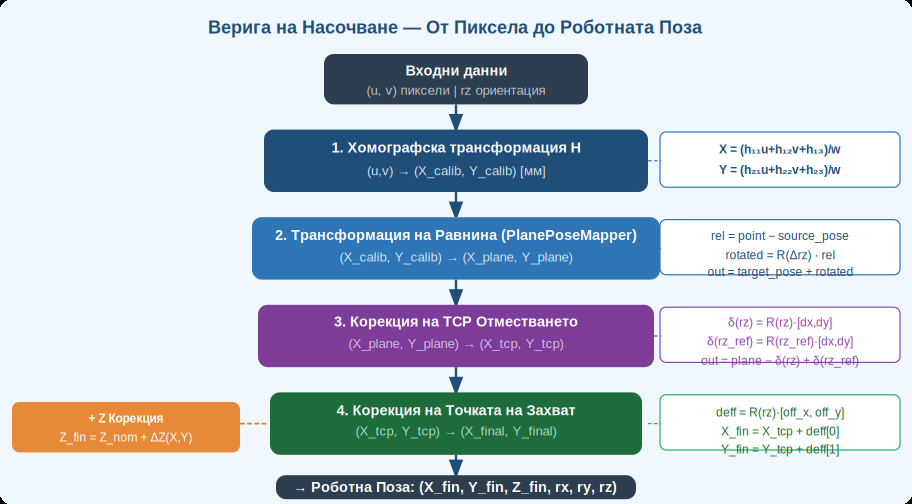 Верига на Насочване — От Пиксела до Роботната Поза
Входни данни
(u, v) пиксели | rz ориентация
1. Хомографска трансформация H
(u,v) → (X_calib, Y_calib) [мм]
X = (h₁₁u+h₁₂v+h₁₃)/w
Y = (h₂₁u+h₂₂v+h₂₃)/w
2. Трансформация на Равнина (PlanePoseMapper)
(X_calib, Y_calib) → (X_plane, Y_plane)
rel = point − source_pose
rotated = R(Δrz) · rel
out = target_pose + rotated
3. Корекция на TCP Отместването
(X_plane, Y_plane) → (X_tcp, Y_tcp)
δ(rz) = R(rz)·[dx,dy]
δ(rz_ref) = R(rz_ref)·[dx,dy]
out = plane − δ(rz) + δ(rz_ref)
+ Z Корекция
Z_fin = Z_nom + ΔZ(X,Y)
4. Корекция на Точката на Захват
(X_tcp, Y_tcp) → (X_final, Y_final)
deff = R(rz)·[off_x, off_y]
X_fin = X_tcp + deff[0]
Y_fin = Y_tcp + deff[1]
→ Роботна Поза: (X_fin, Y_fin, Z_fin, rx, ry, rz)